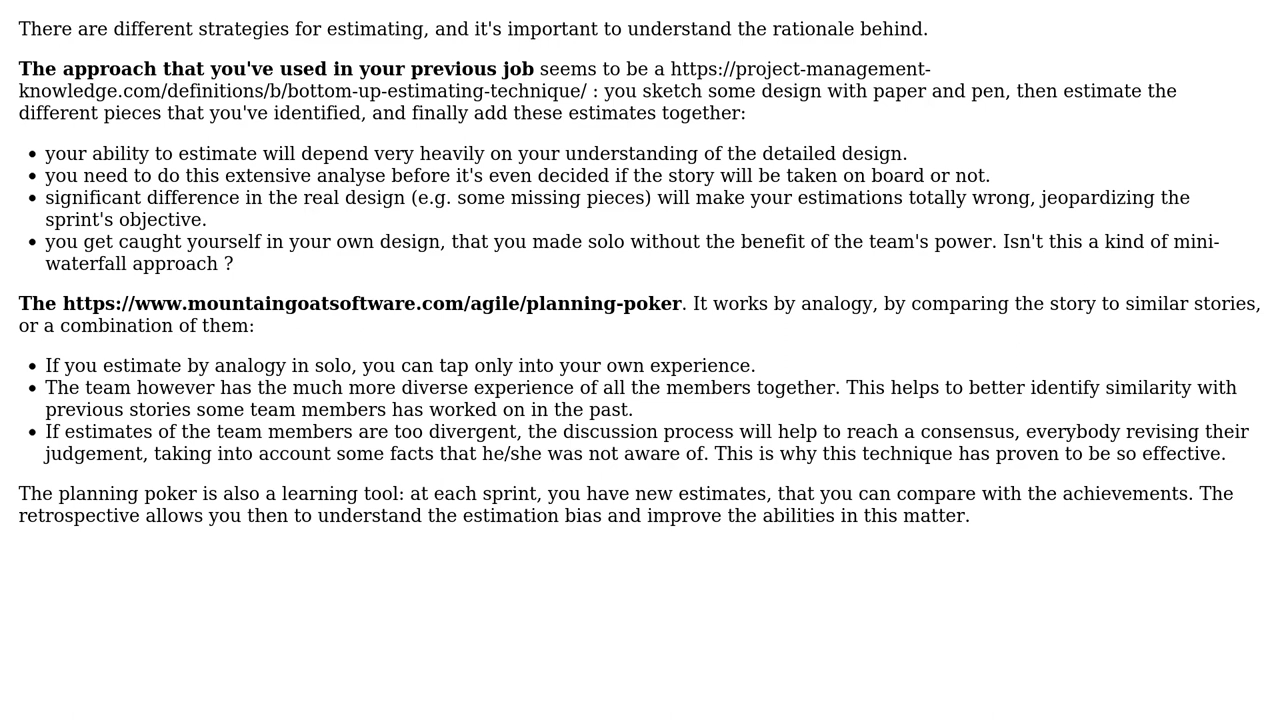 There are different strategies for estimating, and it's important to understand the rationale behind.
The approach that you've used in your previous job seems to be a https://project-management-
knowledge.com/definitions/b/bottom-up-estimating-technique/ : you sketch some design with paper and pen, then estimate the
different pieces that you've identified, and finally add these estimates together:
• your ability to estimate will depend very heavily on your understanding of the detailed design.
• you need to do this extensive analyse before it's even decided if the story will be taken on board or not.
• significant difference in the real design (e.g. some missing pieces) will make your estimations totally wrong, jeopardizing the
sprint's objective.
• you get caught yourself in your own design, that you made solo without the benefit of the team's power. Isn't this a kind of mini-
waterfall approach ?
The https://www.mountaingoatsoftware.com/agile/planning-poker. It works by analogy, by comparing the story to similar stories,
or a combination of them:
• If you estimate by analogy in solo, you can tap only into your own experience.
• The team however has the much more diverse experience of all the members together. This helps to better identify similarity with
previous stories some team members has worked on in the past.
• If estimates of the team members are too divergent, the discussion process will help to reach a consensus, everybody revising their
judgement, taking into account some facts that he/she was not aware of. This is why this technique has proven to be so effective.
The planning poker is also a learning tool: at each sprint, you have new estimates, that you can compare with the achievements. The
retrospective allows you then to understand the estimation bias and improve the abilities in this matter.